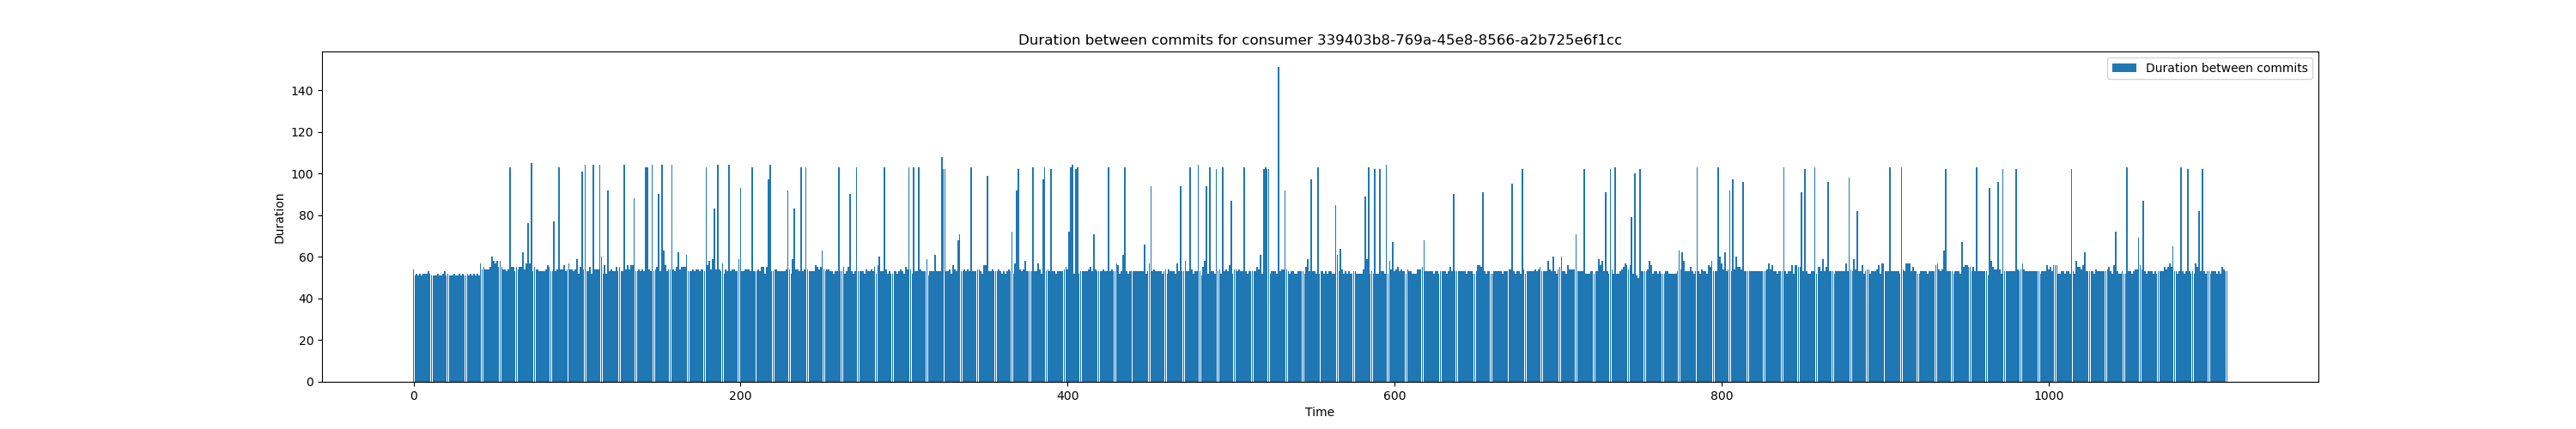 Duration between commits for consumer 339403b8-769a-45e8-8566-a2b725e6f1cc
Duration between commits
140
120
100
80
60
40
20
0
Duration
0 200 400 600 800 1000
Time